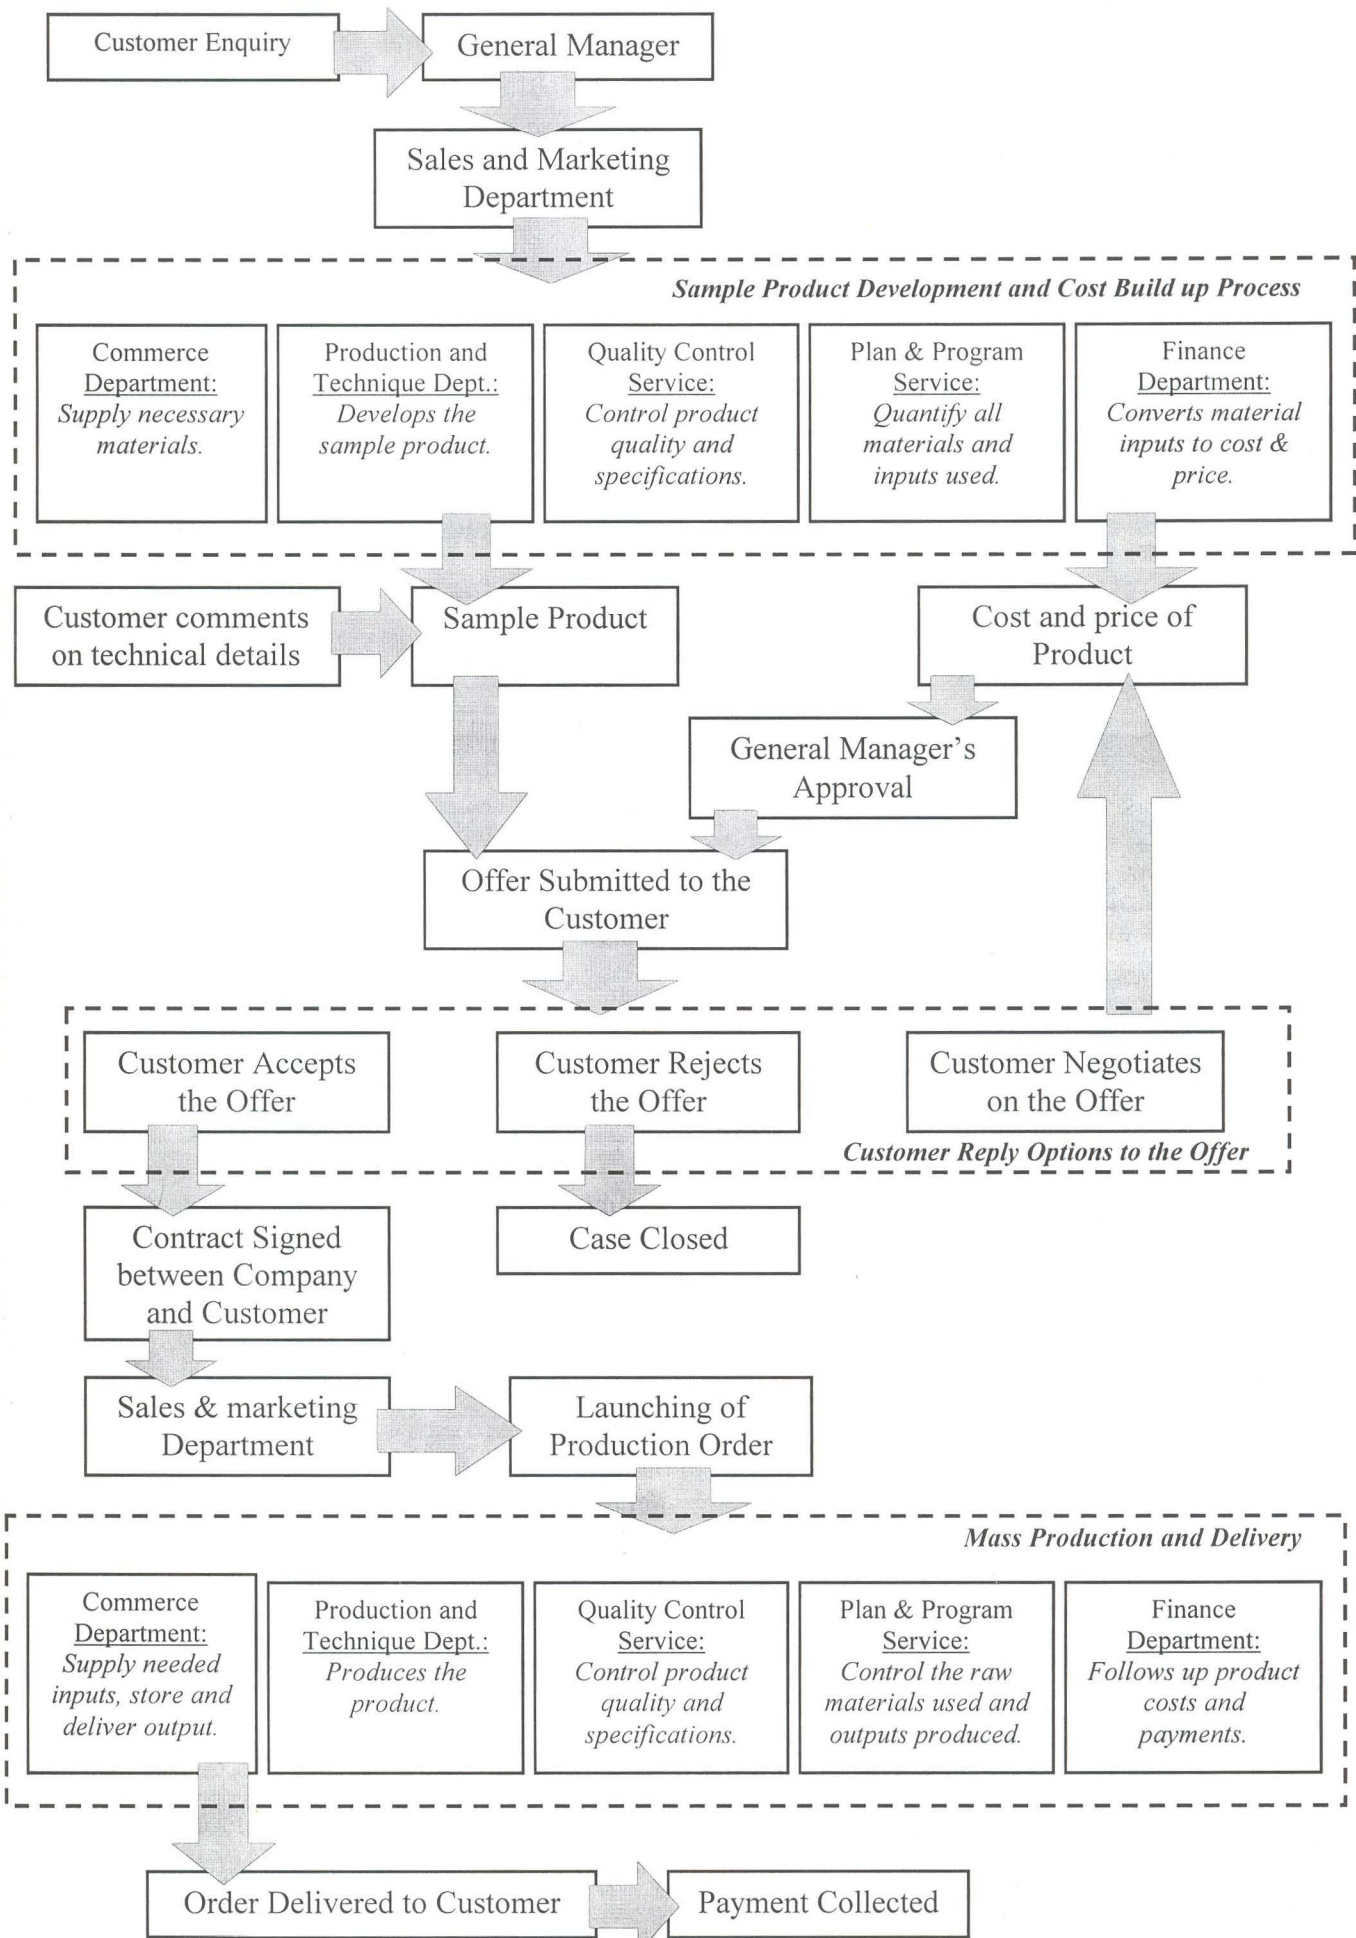 Customer Enquiry
General Manager
Sales and Marketing
Department
Sample Product Development and Cost Build up Process
Commerce
Department:
Supply necessary
materials.
Production and
Technique Dept.:
Develops the
sample product.
Quality Control
Service:
Control product
quality and
specifications.
Plan & Program
Service:
Quantify all
materials and
inputs used.
Finance
Department:
Converts material
inputs to cost &
price.
Customer comments
on technical details
Sample Product
Cost and price of
Product
General Manager's
Approval
Offer Submitted to the
Customer
Customer Accepts
the Offer
Customer Rejects
the Offer
Customer Negotiates
on the Offer
Customer Reply Options to the Offer
Contract Signed
between Company
and Customer
Case Closed
Sales & marketing
Department
Launching of
Production Order
Mass Production and Delivery
Commerce
Department:
Supply needed
inputs, store and
deliver output.
Production and
Technique Dept.:
Produces the
product.
Quality Control
Service:
Control product
quality and
specifications.
Plan & Program
Service:
Control the raw
materials used and
outputs produced.
Finance
Department:
Follows up product
costs and
payments.
Order Delivered to Customer
Payment Collected